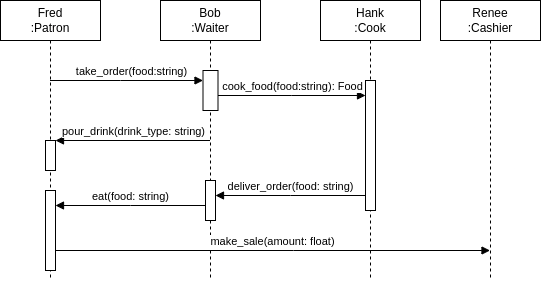 Fred
:Patron
Bob
:Waiter
Hank
:Cook
Renee
:Cashier
take_order(food:string)
cook_food(food:string): Food
pour_drink(drink_type: string)
deliver_order(food: string)
eat(food: string)
make_sale(amount: float)